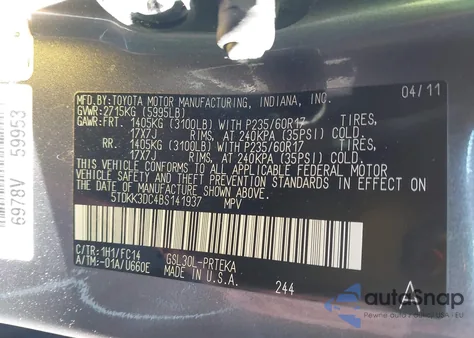 MFD. BY: TOYOTA MOTOR MANUFACTURING, INDIANA, INC. 04/11
GVWR: 2715KG (5995LB)
GAWR: FRT. 1405KG (3100LB) WITH P235/60R17 TIRES,
17X7J RIMS, AT 240KPA (35PSI) COLD.
RR. 1405KG (3100LB) WITH P235/60R17 TIRES,
17X7J RIMS, AT 240KPA (35PSI) COLD.
THIS VEHICLE CONFORMS TO ALL APPLICABLE FEDERAL MOTOR
VEHICLE SAFETY AND THEFT PREVENTION STANDARDS IN EFFECT
ON THE DATE OF MANUFACTURE SHOWN ABOVE.
5TDKK3DC4BS141937 MPV
C/TR: 1H1/FC14 GSL30L-PRTEKA
A/TM: -01A/U660E MADE IN U.S.A. 244 A
6978V 59953
autoSnap
Pewne auta z USA i EU